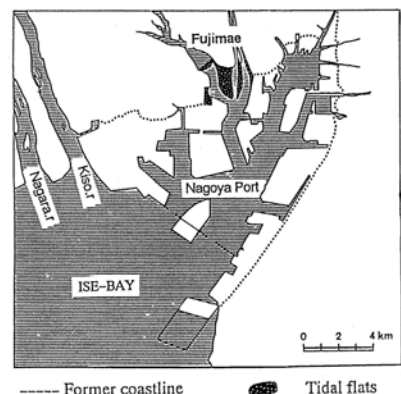 Fujimae
Nagoya Port
Nagara.r
Kiso.r
ISE-BAY
0 2 4 km
Former coastline
Tidal flats